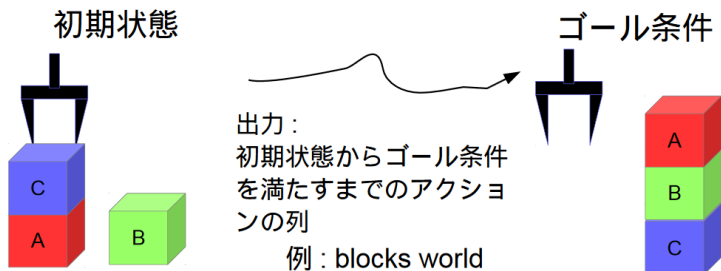 初期状態
ゴール条件
出力 :
初期状態からゴール条件
を満たすまでのアクショ
ンの列
例 : blocks world
C
A
B
A
B
C